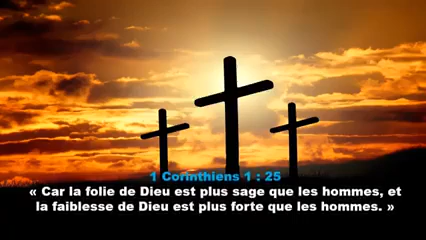 1 Corinthiens 1 : 25
« Car la folie de Dieu est plus sage que les hommes, et
la faiblesse de Dieu est plus forte que les hommes. »